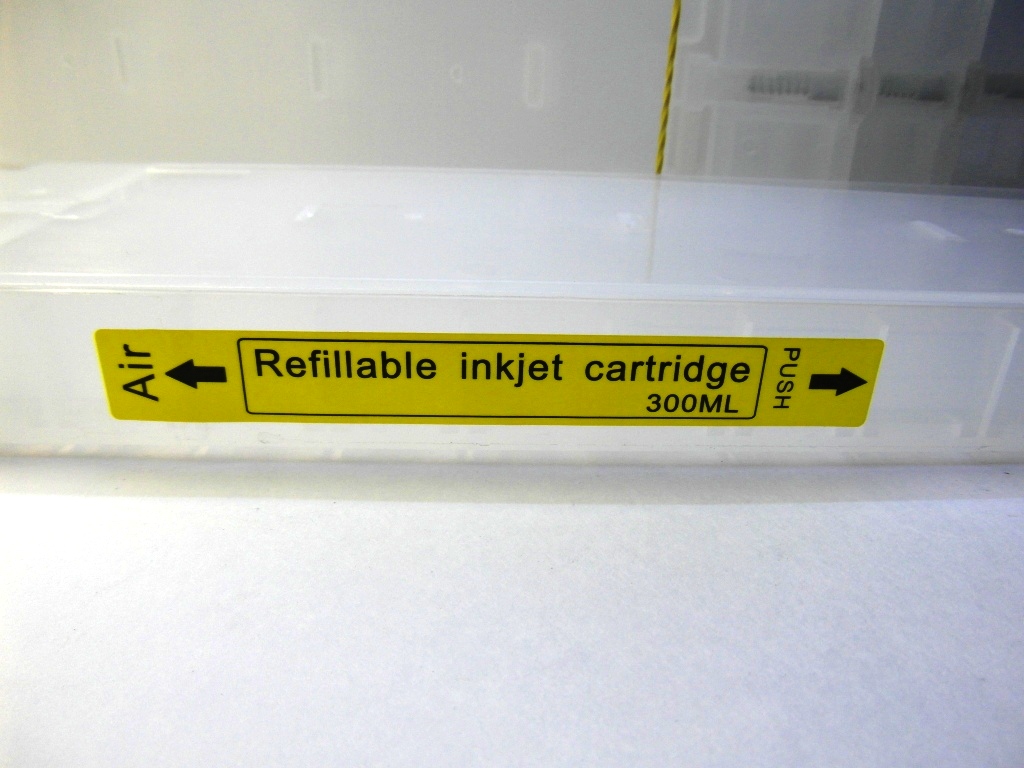 Air
Refillable inkjet cartridge
300ML
PUSH